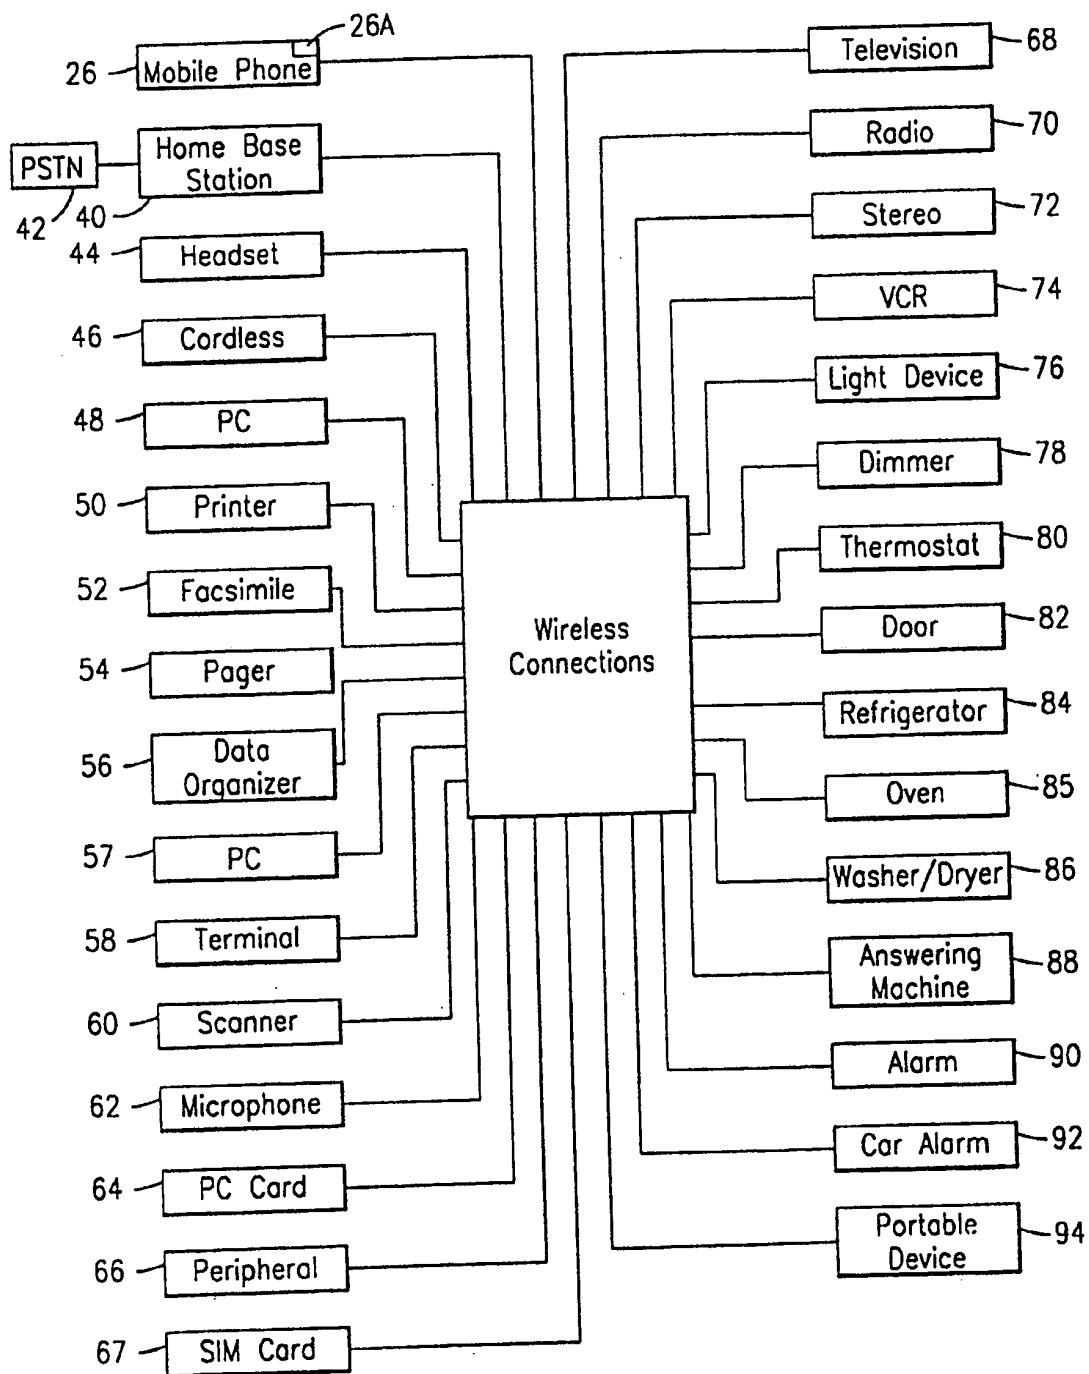 26A
26
Mobile Phone
PSTN
42
Home Base
Station
40
44
Headset
46
Cordless
48
PC
50
Printer
52
Facsimile
54
Pager
56
Data
Organizer
57
PC
58
Terminal
60
Scanner
62
Microphone
64
PC Card
66
Peripheral
67
SIM Card
Wireless
Connections
Television
68
Radio
70
Stereo
72
VCR
74
Light Device
76
Dimmer
78
Thermostat
80
Door
82
Refrigerator
84
Oven
85
Washer/Dryer
86
Answering
Machine
88
Alarm
90
Car Alarm
92
Portable
Device
94